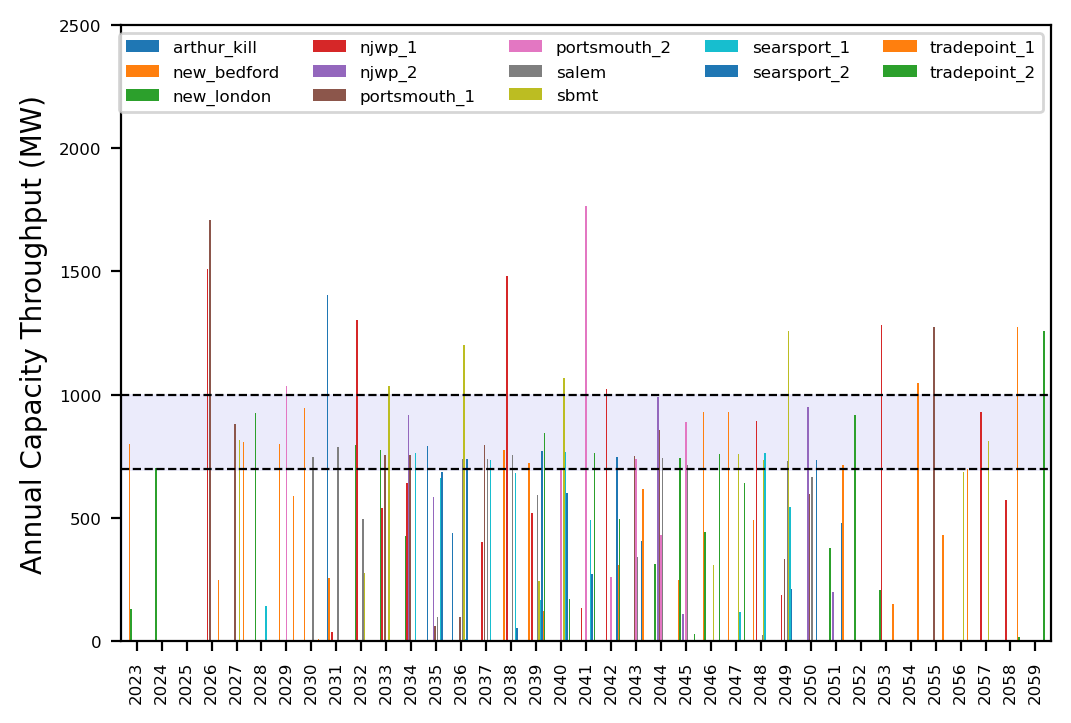 Annual Capacity Throughput (MW)
2500
2000
1500
1000
500
0
arthur_kill njwp_1 portsmouth_2 searsport_1 tradepoint_1
new_bedford njwp_2 salem searsport_2 tradepoint_2
new_london portsmouth_1 sbmt
2023 2024 2025 2026 2027 2028 2029 2030 2031 2032 2033 2034 2035 2036 2037 2038 2039 2040 2041 2042 2043 2044 2045 2046 2047 2048 2049 2050 2051 2052 2053 2054 2055 2056 2057 2058 2059